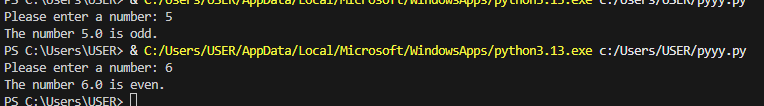 PS C:\Users\USER> & C:/Users/USER/AppData/Local/Microsoft/WindowsApps/python3.13.exe c:/Users/USER/pyyy.py
Please enter a number: 5
The number 5.0 is odd.
PS C:\Users\USER> & C:/Users/USER/AppData/Local/Microsoft/WindowsApps/python3.13.exe c:/Users/USER/pyyy.py
Please enter a number: 6
The number 6.0 is even.
PS C:\Users\USER>